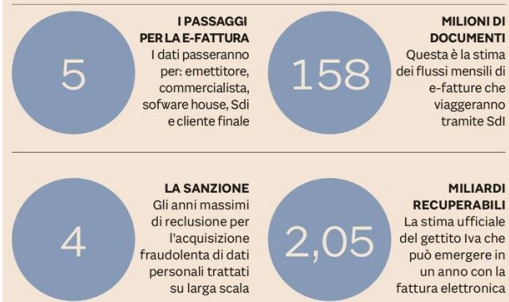 5
I PASSAGGI
PER LA E-FATTURA
I dati passeranno
per: emettitore,
commercialista,
sofware house, Sdi
e cliente finale
158
MILIONI DI
DOCUMENTI
Questa è la stima
dei flussi mensili di
e-fatture che
viaggeranno
tramite SdI
4
LA SANZIONE
Gli anni massimi
di reclusione per
l'acquisizione
fraudolenta di dati
personali trattati
su larga scala
2,05
MILIARDI
RECUPERABILI
La stima ufficiale
del gettito Iva che
può emergere in
un anno con la
fattura elettronica